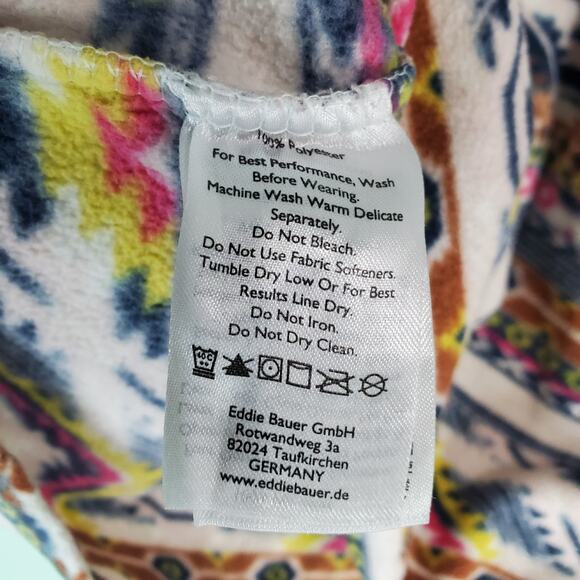 100% Polyester
For Best Performance, Wash
Before Wearing.
Machine Wash Warm Delicate
Separately.
Do Not Bleach.
Do Not Use Fabric Softeners.
Tumble Dry Low Or For Best
Results Line Dry.
Do Not Iron.
Do Not Dry Clean.
40C
Eddie Bauer GmbH
Rotwandweg 3a
82024 Taufkirchen
GERMANY
www.eddiebauer.de